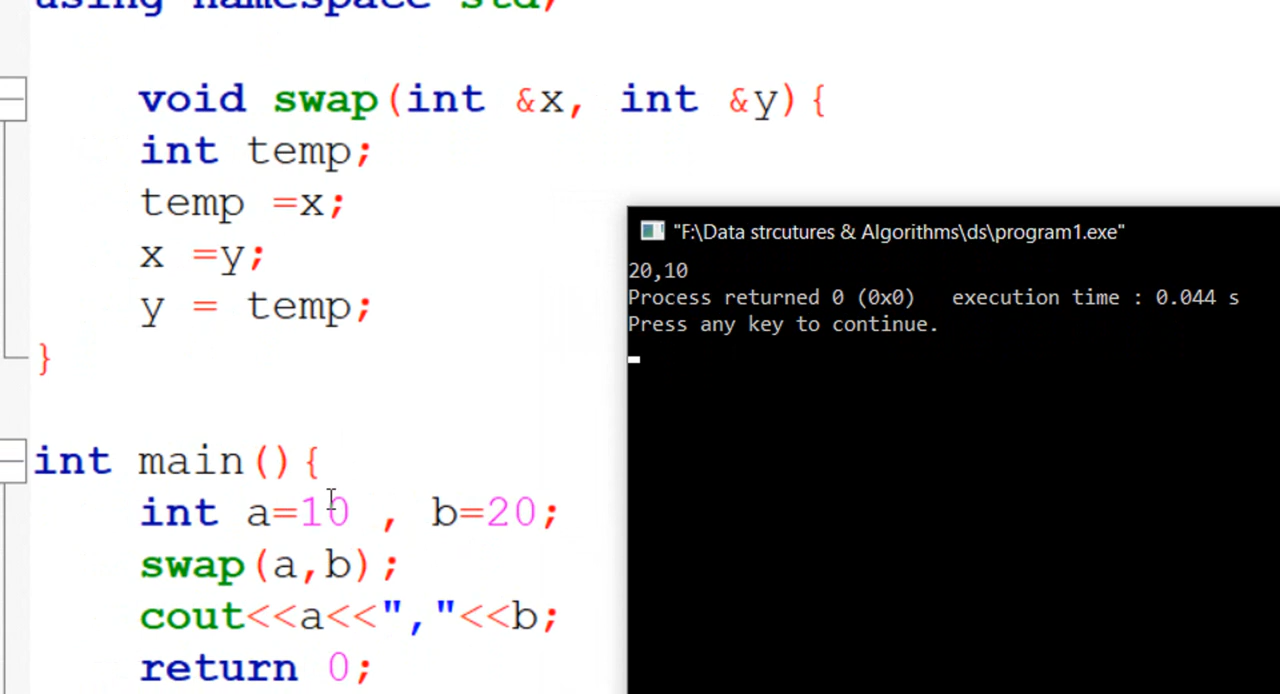 using namespace std;
void swap(int &x, int &y){
int temp;
temp =x;
x =y;
y = temp;
}
int main(){
int a=10 , b=20;
swap(a,b);
cout<<a<<","<<b;
return 0;
"F:\Data strcutures & Algorithms\ds\program1.exe"
20,10
Process returned 0 (0x0)   execution time : 0.044 s
Press any key to continue.